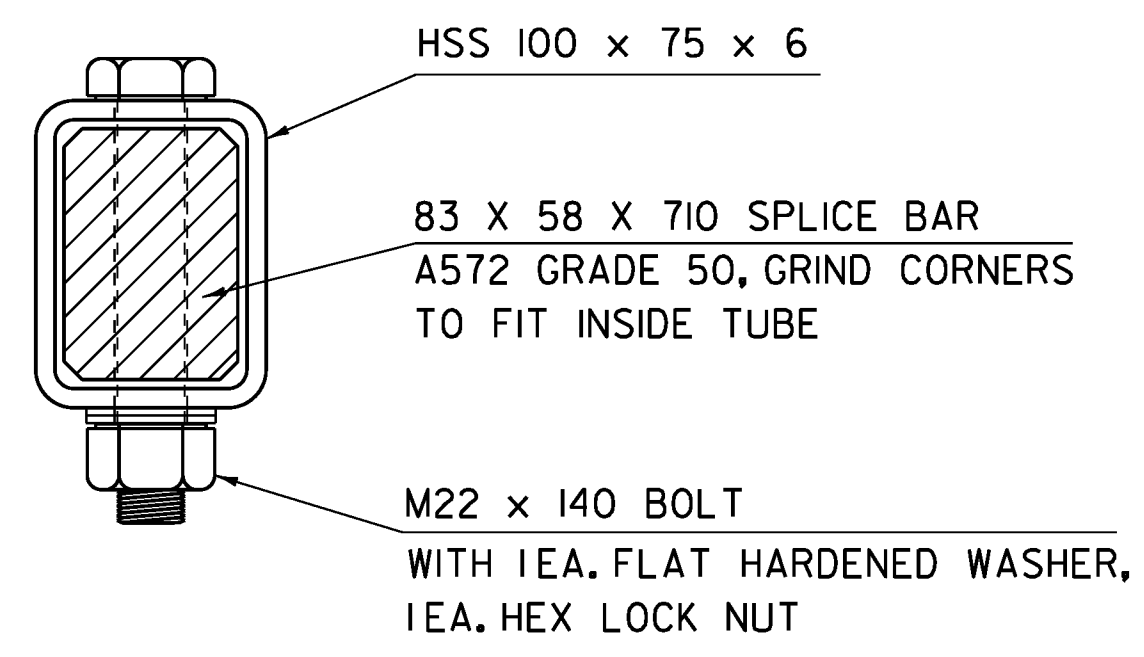 HSS 100 x 75 x 6
83 X 58 X 710 SPLICE BAR
A572 GRADE 50, GRIND CORNERS
TO FIT INSIDE TUBE
M22 x 140 BOLT
WITH 1 EA. FLAT HARDENED WASHER,
1 EA. HEX LOCK NUT